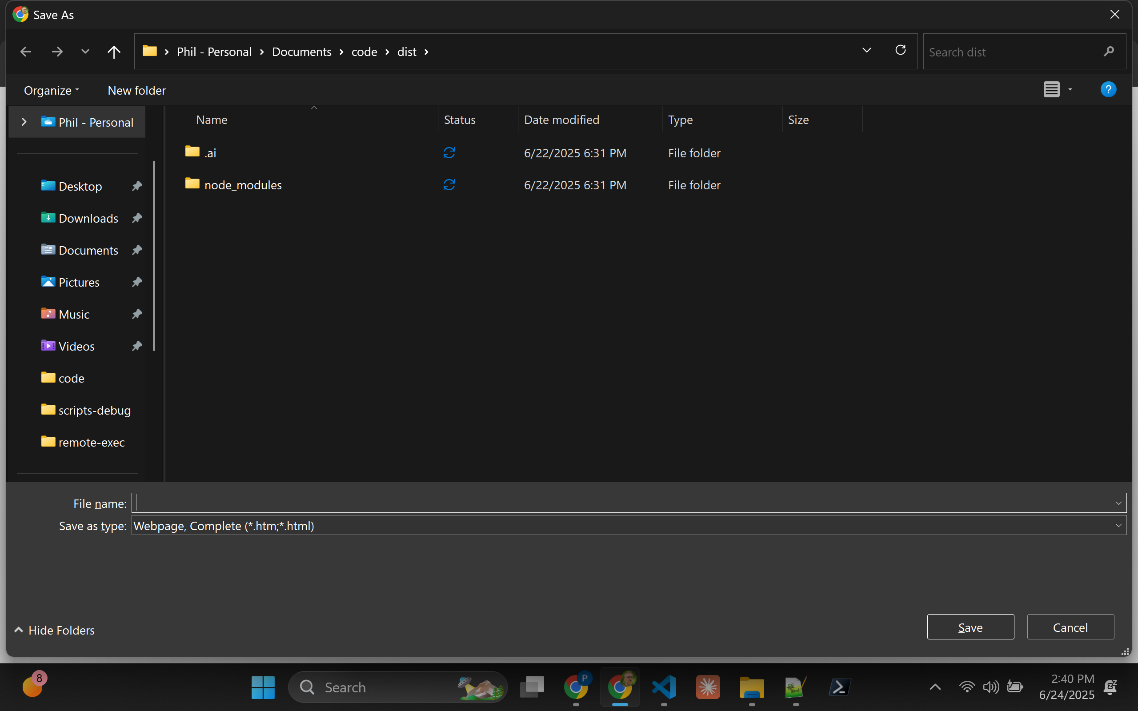 Save As
Phil - Personal > Documents > code > dist >
Search dist
Organize
New folder
?
Phil - Personal
Name Status Date modified Type Size
.ai 6/22/2025 6:31 PM File folder
node_modules 6/22/2025 6:31 PM File folder
Desktop
Downloads
Documents
Pictures
Music
Videos
code
scripts-debug
remote-exec
File name:
Save as type: Webpage, Complete (*.htm;*.html)
Hide Folders
Save
Cancel
8
Search
P
2:40 PM
6/24/2025